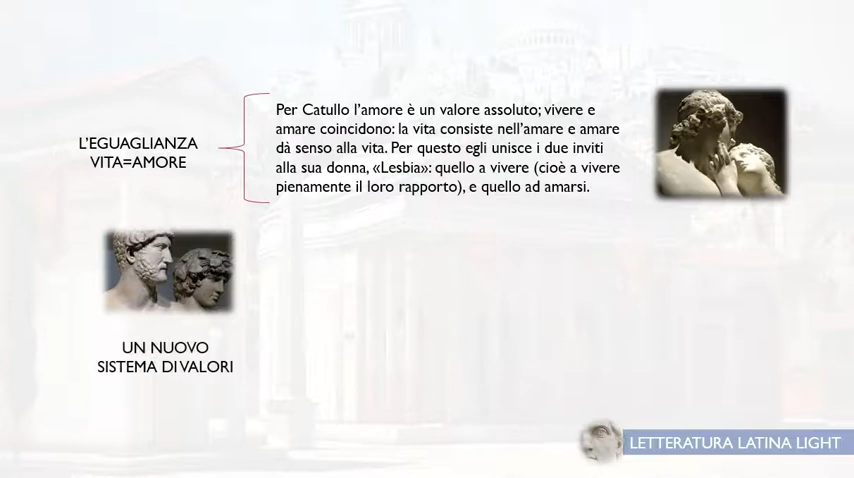 L'EGUAGLIANZA
VITA=AMORE
Per Catullo l'amore è un valore assoluto; vivere e
amare coincidono: la vita consiste nell'amare e amare
dà senso alla vita. Per questo egli unisce i due inviti
alla sua donna, «Lesbia»: quello a vivere (cioè a vivere
pienamente il loro rapporto), e quello ad amarsi.
UN NUOVO
SISTEMA DI VALORI
LETTERATURA LATINA LIGHT